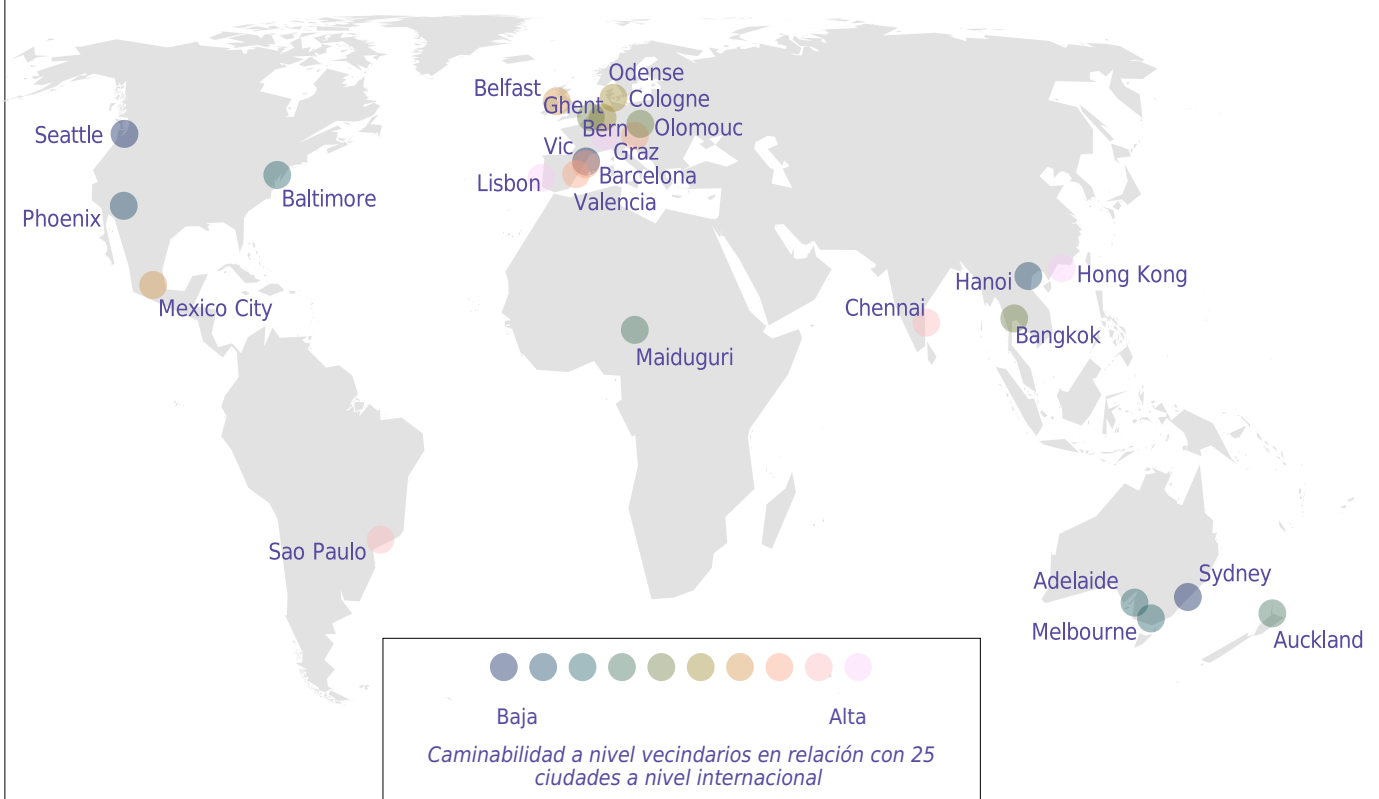 Odense
Belfast
Cologne
Ghent
Bern
Olomouc
Seattle
Vic
Graz
Barcelona
Lisbon
Baltimore
Valencia
Phoenix
Hanoi
Hong Kong
Mexico City
Chennai
Bangkok
Maiduguri
Sao Paulo
Adelaide
Sydney
Melbourne
Auckland
Baja
Alta
Caminabilidad a nivel vecindarios en relación con 25
ciudades a nivel internacional